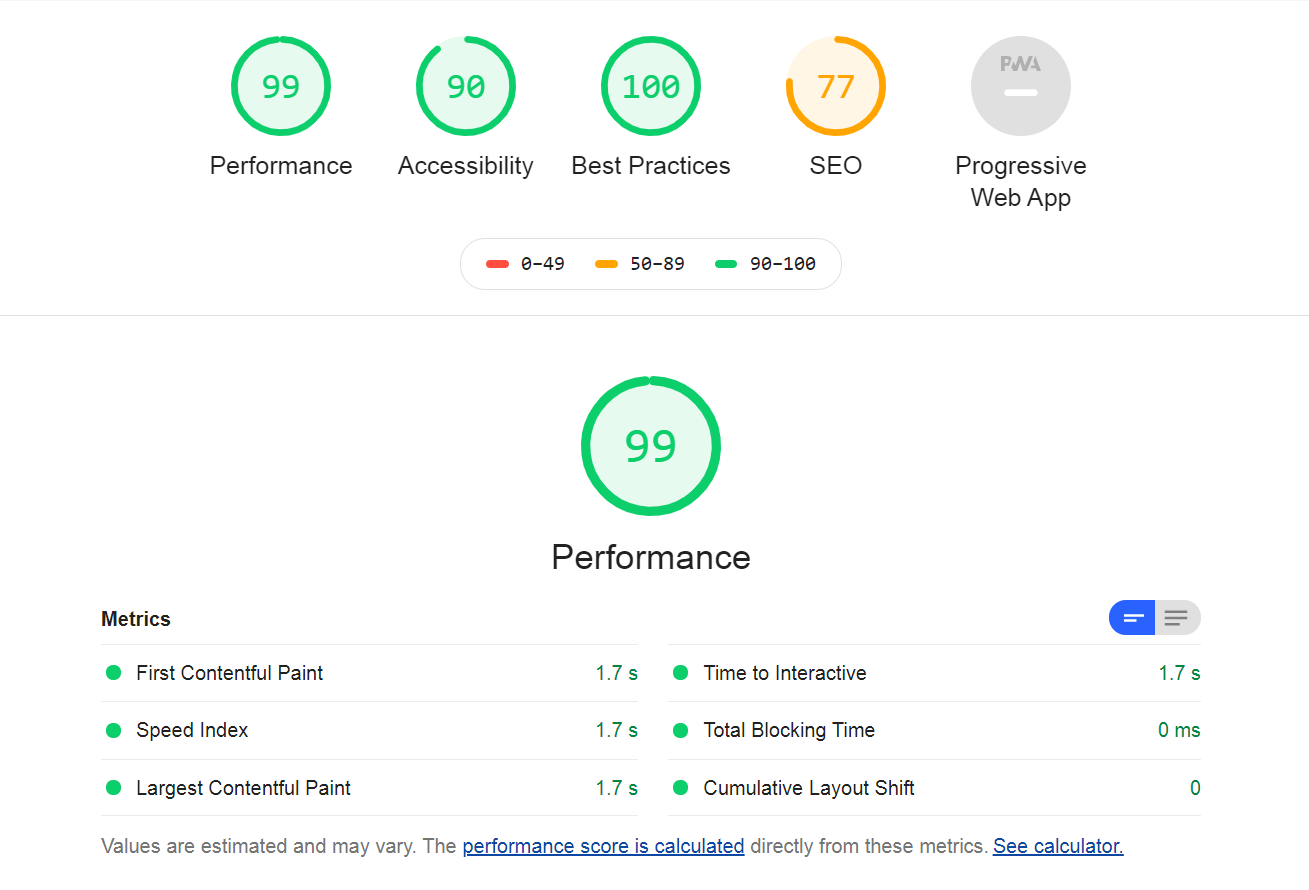 99 90 100 77 PWA
Performance Accessibility Best Practices SEO Progressive
Web App
0–49 50–89 90–100
99
Performance
Metrics
First Contentful Paint 1.7 s Time to Interactive 1.7 s
Speed Index 1.7 s Total Blocking Time 0 ms
Largest Contentful Paint 1.7 s Cumulative Layout Shift 0
Values are estimated and may vary. The performance score is calculated directly from these metrics. See calculator.